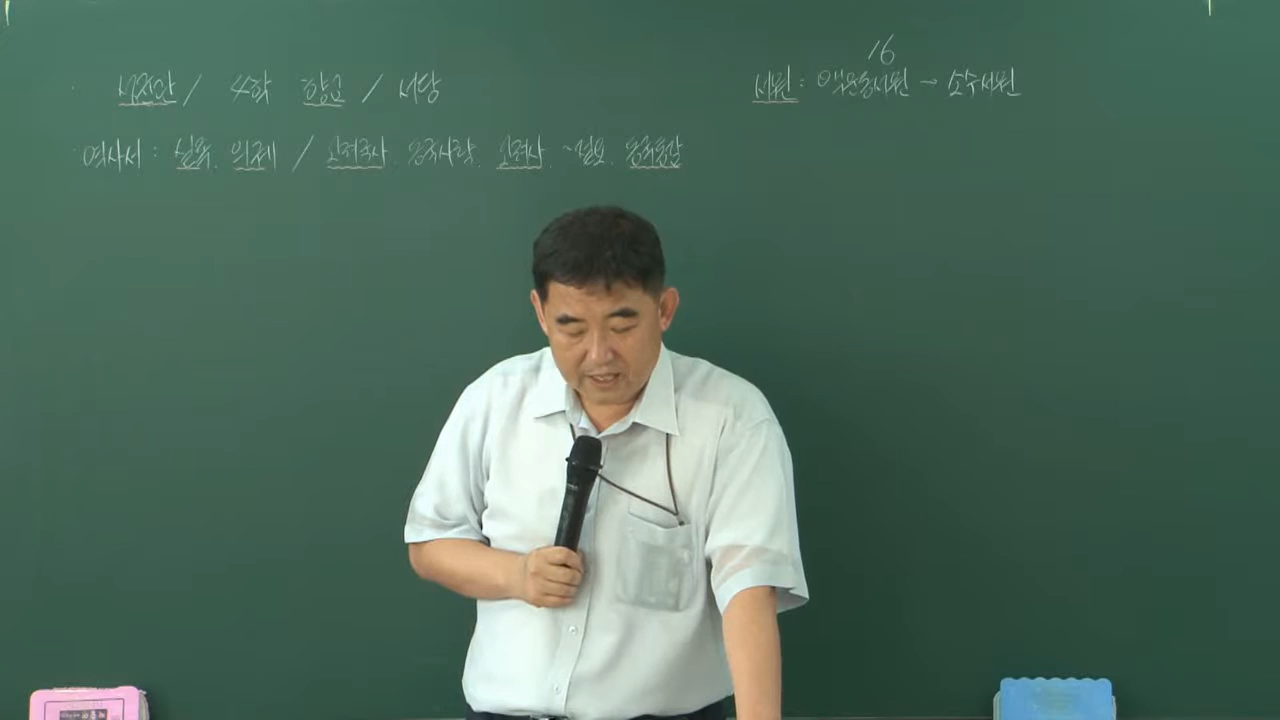 성균관 / 4학 향교 / 서당
역사서 : 실록. 의궤 / 고려국사. 동국사략. 고려사. ~절요. 동국통감
16
서원 : 백운동서원 → 소수서원